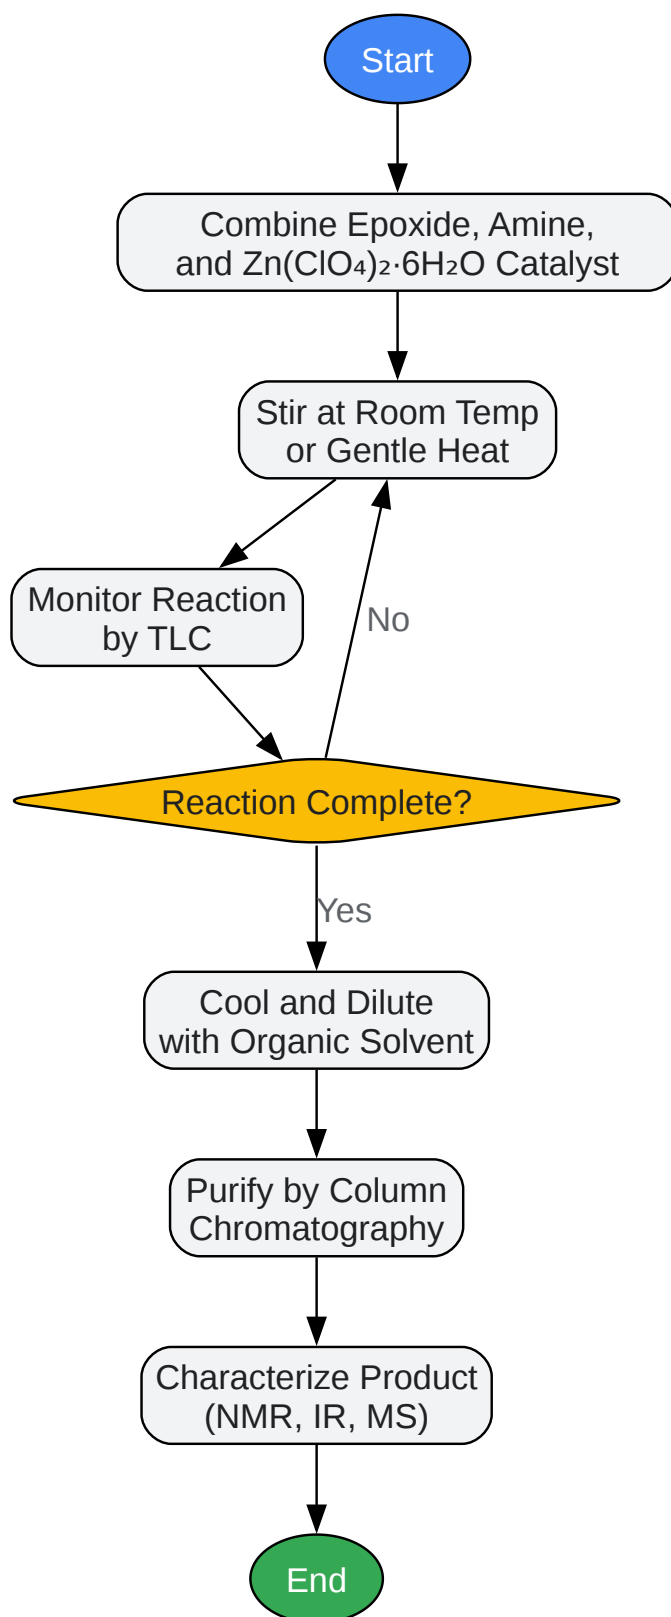 Start
Combine Epoxide, Amine,
and Zn(ClO₄)₂·6H₂O Catalyst
Stir at Room Temp
or Gentle Heat
Monitor Reaction
by TLC
No
Reaction Complete?
Yes
Cool and Dilute
with Organic Solvent
Purify by Column
Chromatography
Characterize Product
(NMR, IR, MS)
End